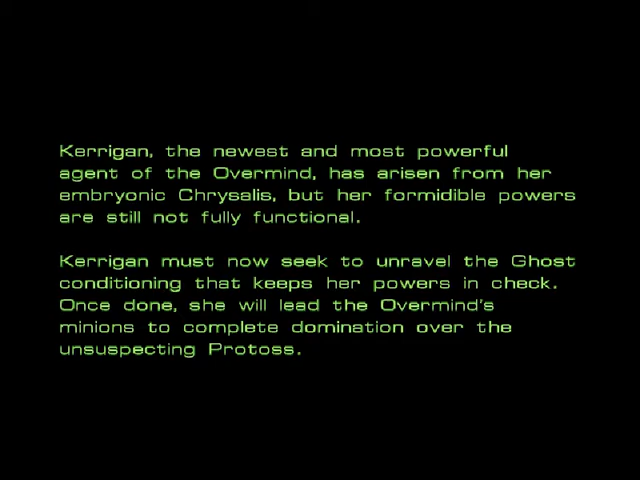 Kerrigan, the newest and most powerful
agent of the Overmind, has arisen from her
embryonic Chrysalis, but her formidible powers
are still not fully functional.
Kerrigan must now seek to unravel the Ghost
conditioning that keeps her powers in check.
Once done, she will lead the Overmind's
minions to complete domination over the
unsuspecting Protoss.